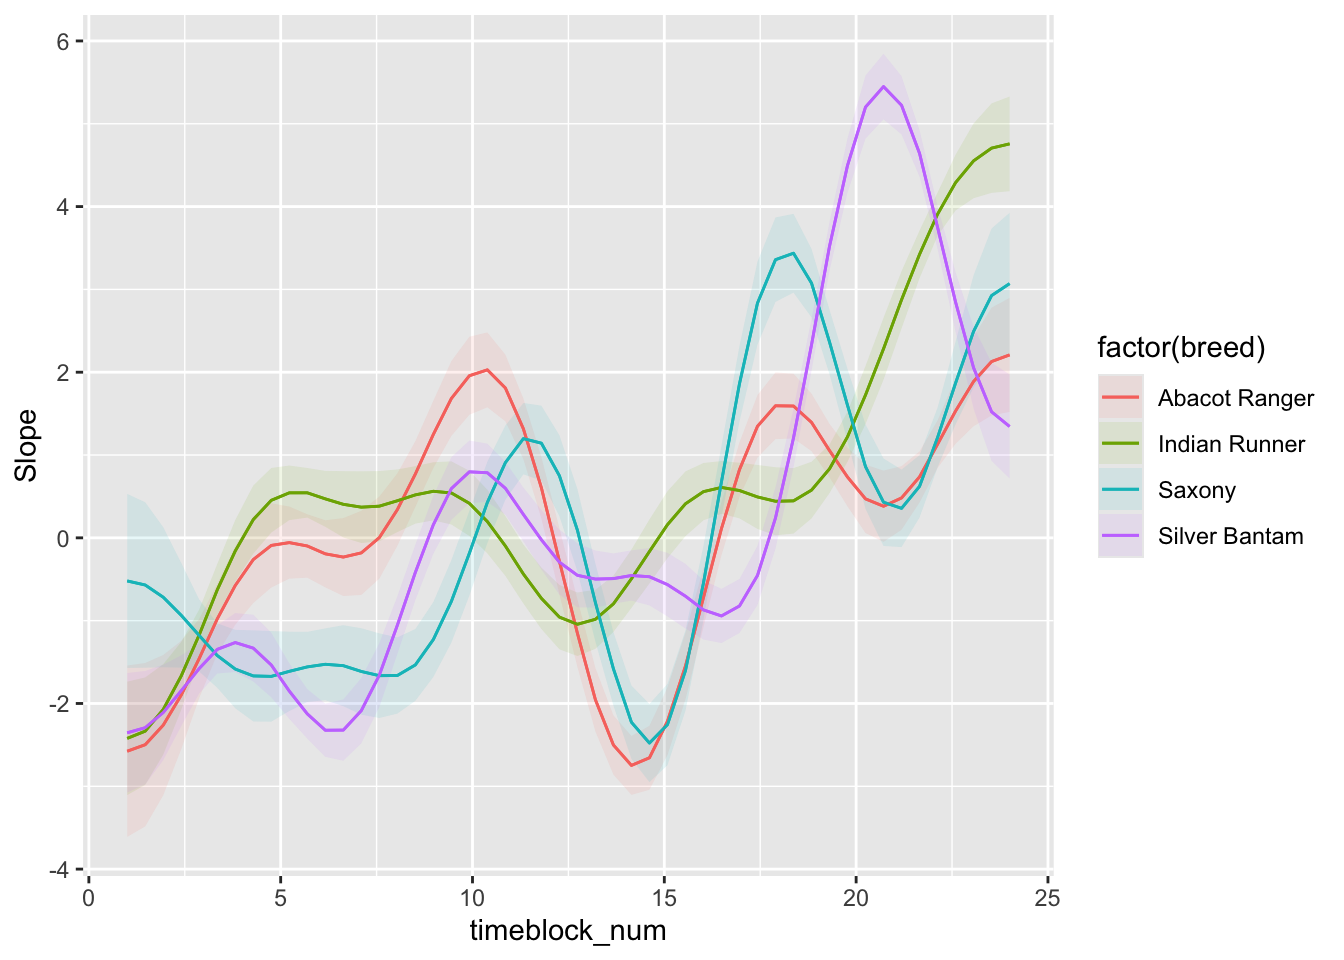 6
4
2
0
-2
-4
Slope
0 5 10 15 20 25
timeblock_num
factor(breed)
Abacot Ranger
Indian Runner
Saxony
Silver Bantam